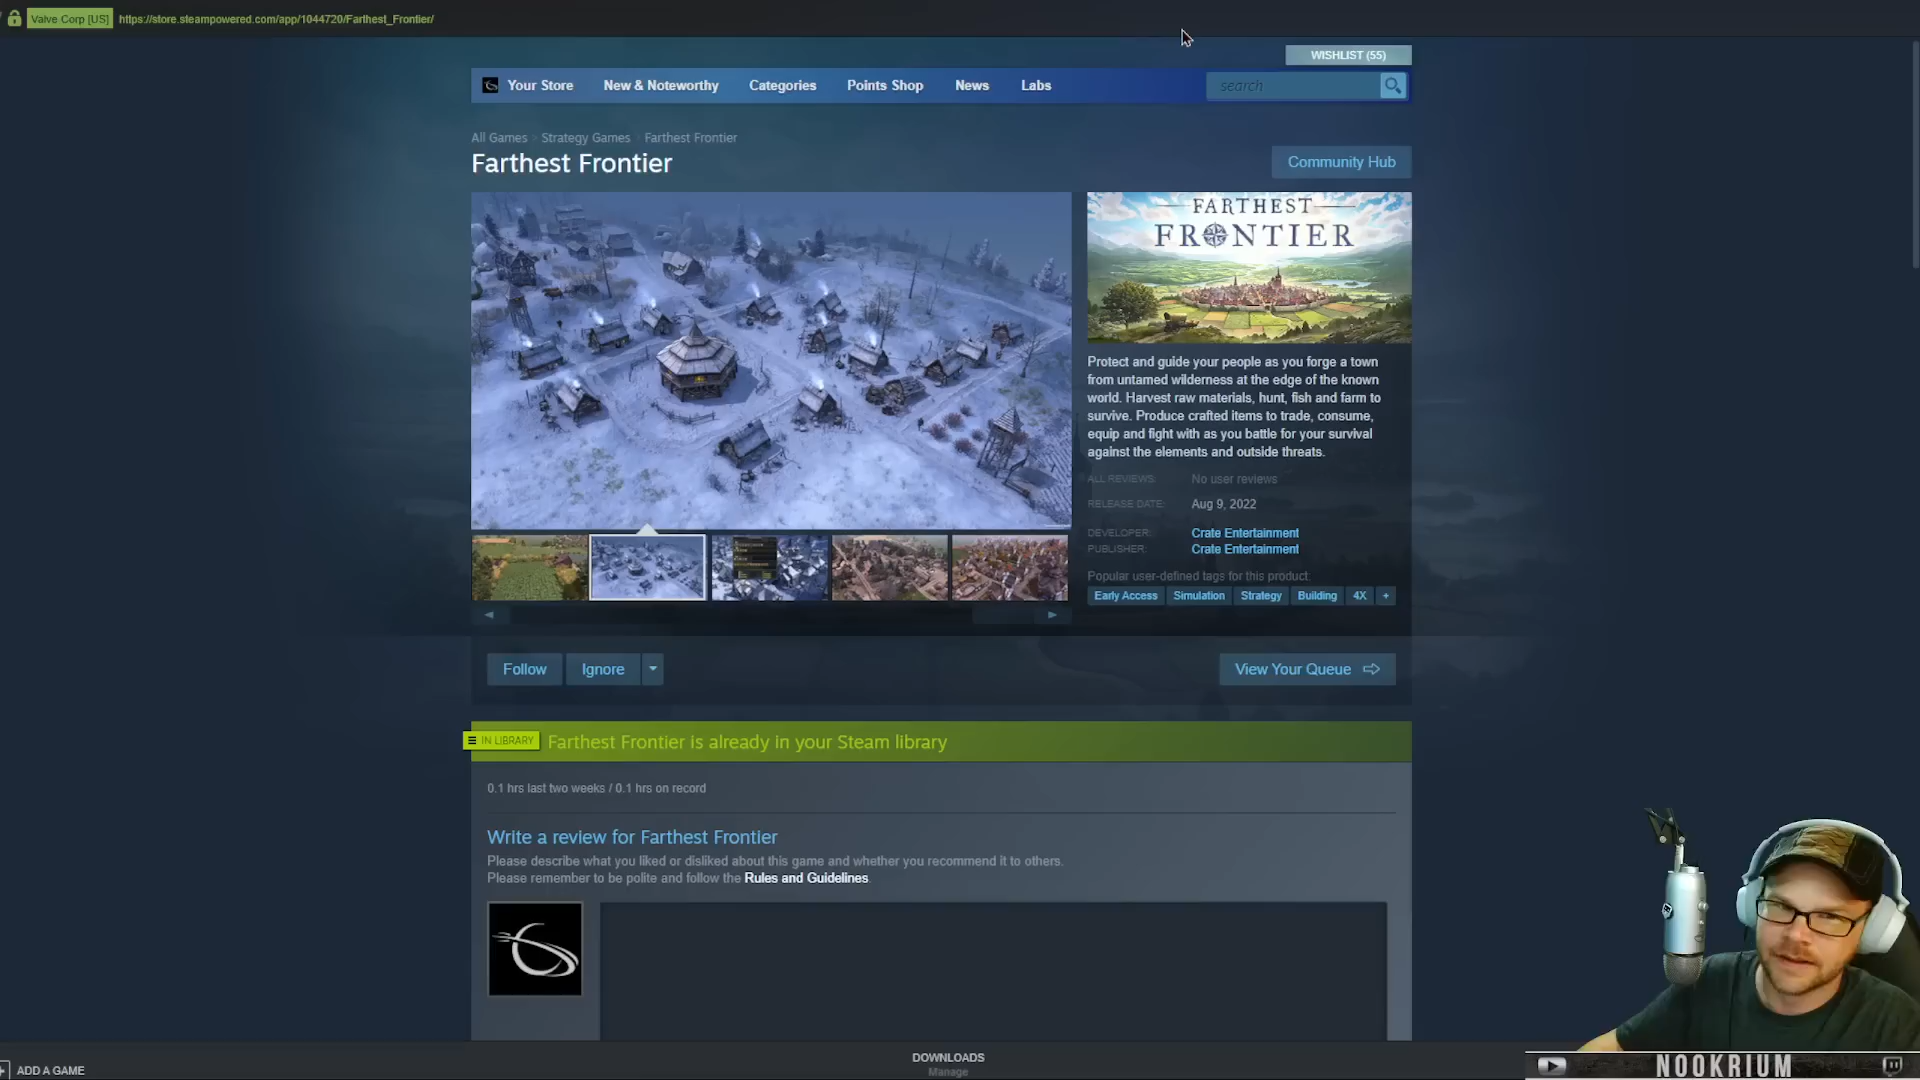 Valve Corp [US] https://store.steampowered.com/app/1044720/Farthest_Frontier/
WISHLIST (55)
Your Store New & Noteworthy Categories Points Shop News Labs search
All Games Strategy Games Farthest Frontier
Farthest Frontier
Community Hub
FARTHEST
FRONTIER
Protect and guide your people as you forge a town
from untamed wilderness at the edge of the known
world. Harvest raw materials, hunt, fish and farm to
survive. Produce crafted items to trade, consume,
equip and fight with as you battle for your survival
against the elements and outside threats.
ALL REVIEWS: No user reviews
RELEASE DATE: Aug 9, 2022
DEVELOPER: Crate Entertainment
PUBLISHER: Crate Entertainment
Popular user-defined tags for this product:
Early Access Simulation Strategy Building 4X +
Follow Ignore View Your Queue
IN LIBRARY Farthest Frontier is already in your Steam library
0.1 hrs last two weeks / 0.1 hrs on record
Write a review for Farthest Frontier
Please describe what you liked or disliked about this game and whether you recommend it to others.
Please remember to be polite and follow the Rules and Guidelines.
+ ADD A GAME
DOWNLOADS
Manage
NOOKRIUM